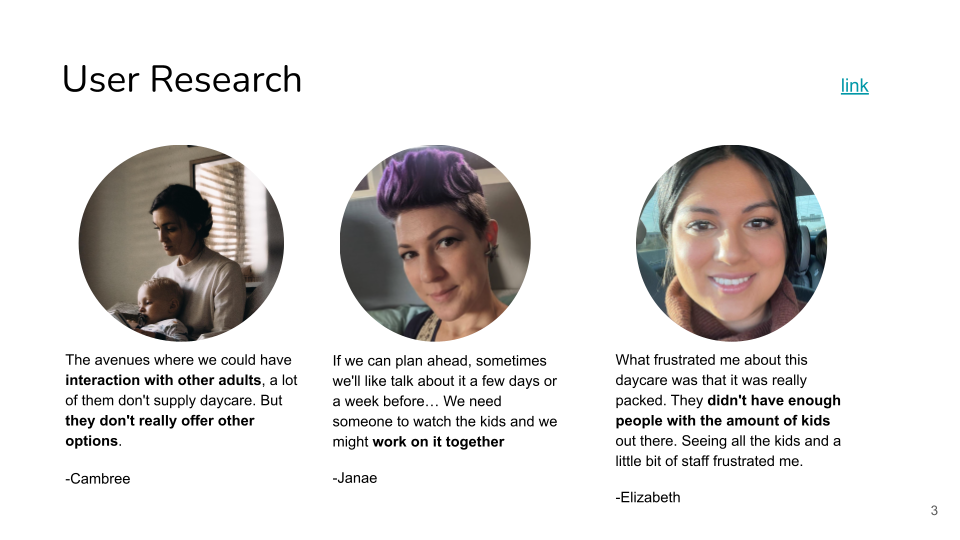 User Research
link
The avenues where we could have
interaction with other adults, a lot
of them don't supply daycare. But
they don't really offer other
options.
-Cambree
If we can plan ahead, sometimes
we'll like talk about it a few days or
a week before… We need
someone to watch the kids and we
might work on it together
-Janae
What frustrated me about this
daycare was that it was really
packed. They didn't have enough
people with the amount of kids
out there. Seeing all the kids and a
little bit of staff frustrated me.
-Elizabeth
3